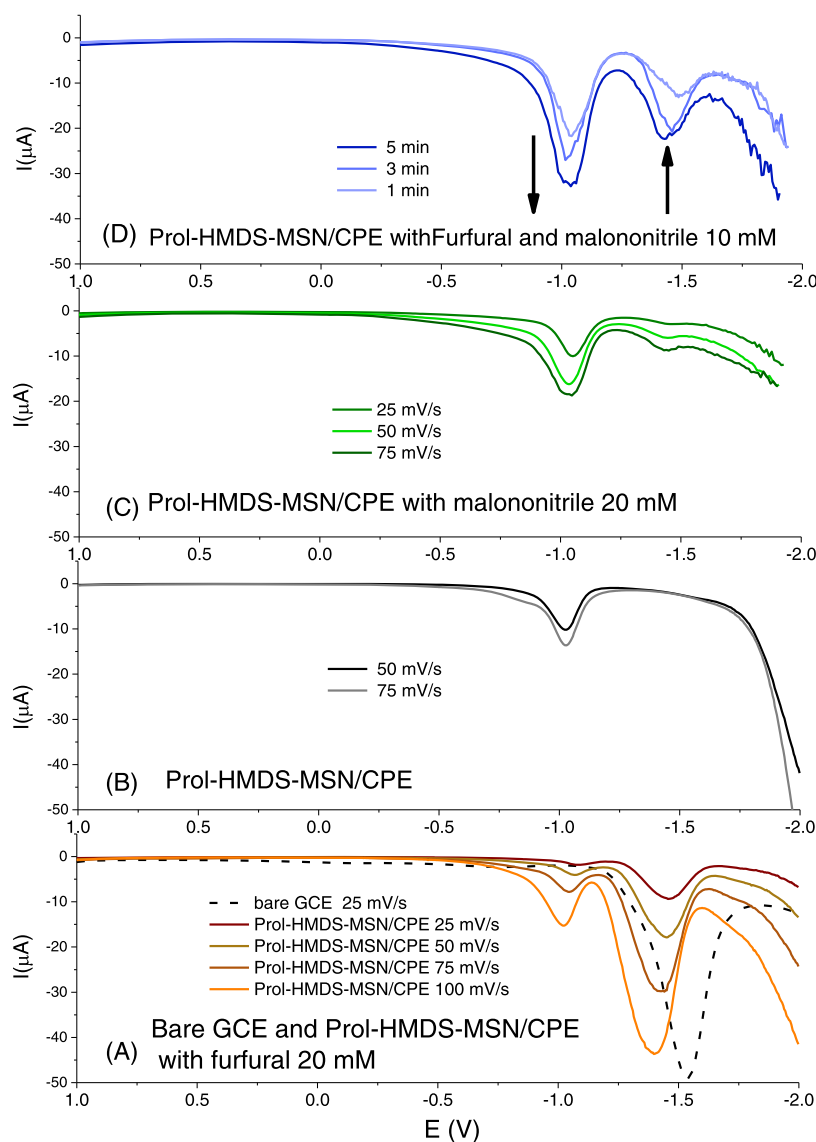 0
-10
-20
-30
-40
-50
I(μA)
5 min
3 min
1 min
(D) Prol-HMDS-MSN/CPE withFurfural and malononitrile 10 mM
1.0 0.5 0.0 -0.5 -1.0 -1.5 -2.0
0
-10
-20
-30
-40
-50
I(μA)
25 mV/s
50 mV/s
75 mV/s
(C) Prol-HMDS-MSN/CPE with malononitrile 20 mM
1.0 0.5 0.0 -0.5 -1.0 -1.5 -2.0
0
-10
-20
-30
-40
-50
I(μA)
50 mV/s
75 mV/s
(B) Prol-HMDS-MSN/CPE
1.0 0.5 0.0 -0.5 -1.0 -1.5 -2.0
0
-10
-20
-30
-40
-50
I(μA)
bare GCE 25 mV/s
Prol-HMDS-MSN/CPE 25 mV/s
Prol-HMDS-MSN/CPE 50 mV/s
Prol-HMDS-MSN/CPE 75 mV/s
Prol-HMDS-MSN/CPE 100 mV/s
(A) Bare GCE and Prol-HMDS-MSN/CPE
with furfural 20 mM
1.0 0.5 0.0 -0.5 -1.0 -1.5 -2.0
E (V)